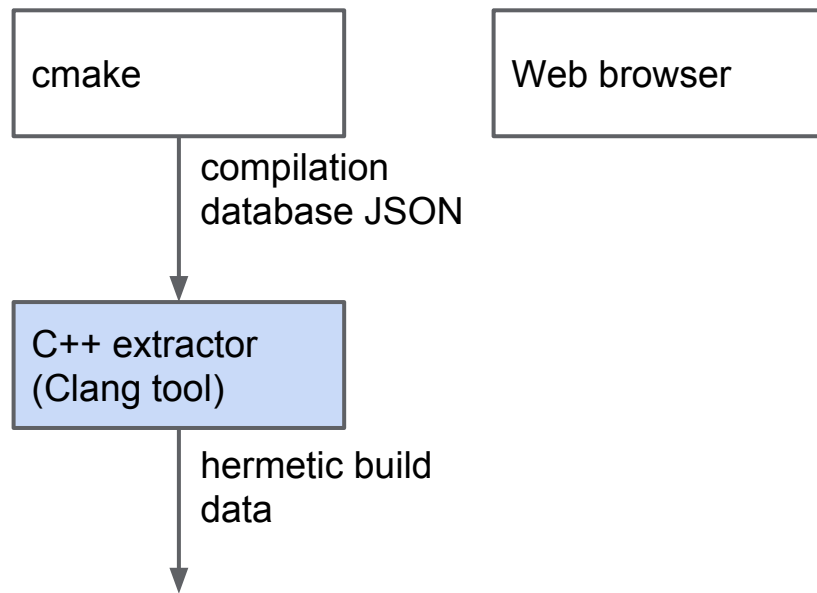 cmake
Web browser
compilation
database JSON
C++ extractor
(Clang tool)
hermetic build
data